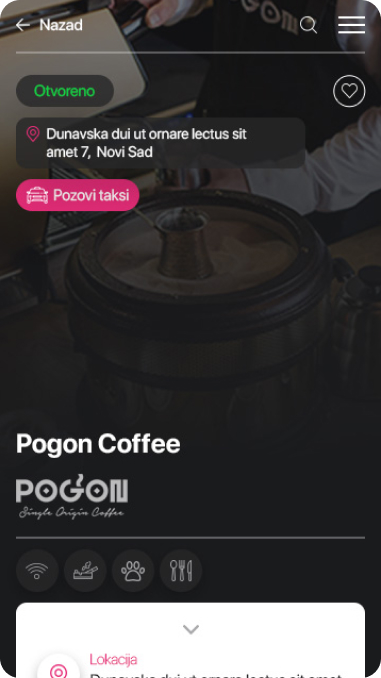 POGON
Nazad
Otvoreno
Dunavska dui ut ornare lectus sit
amet 7, Novi Sad
Pozovi taksi
Pogon Coffee
POGON
Single Origin Coffee
Lokacija
Dunavska dui ut ornare lectus sit amet